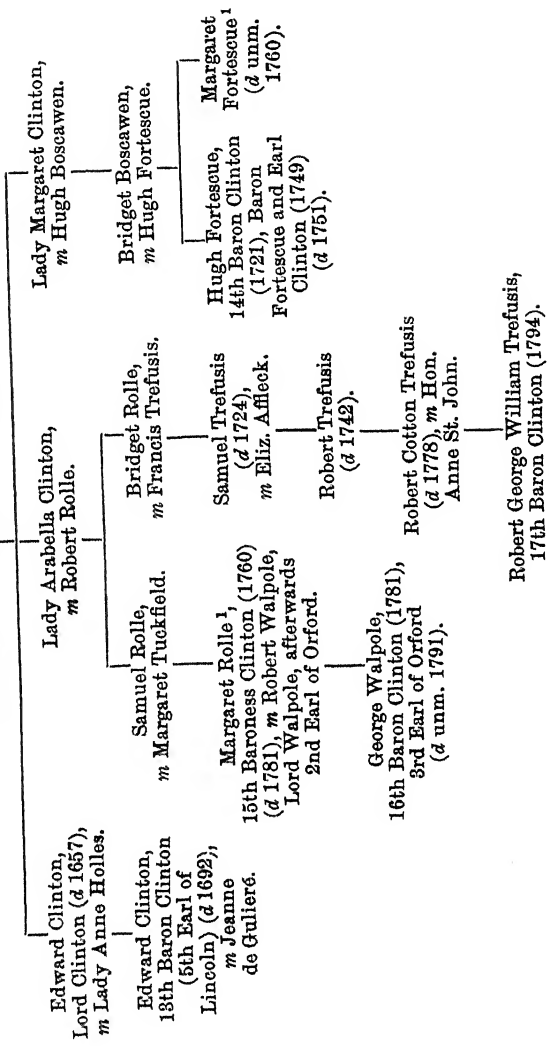 Edward Clinton,
Lord Clinton (d 1657),
m Lady Anne Holles.
Edward Clinton,
13th Baron Clinton
(5th Earl of
Lincoln) (d 1692),
m Jeanne
de Gulieré.
Lady Arabella Clinton,
m Robert Rolle.
Samuel Rolle,
m Margaret Tuckfield.
Margaret Rolle¹,
15th Baroness Clinton (1760)
(d 1781), m Robert Walpole,
Lord Walpole, afterwards
2nd Earl of Orford.
George Walpole,
16th Baron Clinton (1781),
3rd Earl of Orford
(d unm. 1791).
Bridget Rolle,
m Francis Trefusis.
Samuel Trefusis
(d 1724),
m Eliz. Affleck.
Robert Trefusis
(d 1742).
Robert Cotton Trefusis
(d, 1778), m Hon.
Anne St. John.
Robert George William Trefusis,
17th Baron Clinton (1794).
Lady Margaret Clinton,
m Hugh Boscawen.
Bridget Boscawen,
m Hugh Fortescue.
Hugh Fortescue,
14th Baron Clinton
(1721), Baron
Fortescue and Earl
Clinton (1749)
(d 1751).
Margaret
Fortescue¹
(d unm.
1760).